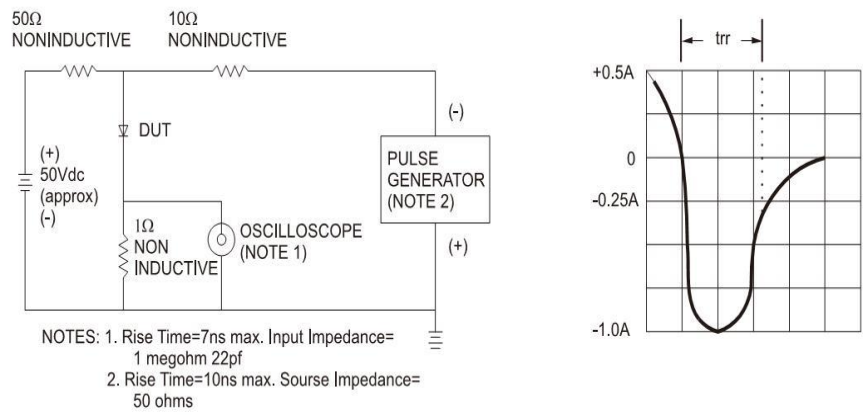 50Ω
NONINDUCTIVE
10Ω
NONINDUCTIVE
DUT
(+)
50Vdc
(approx)
(-)
1Ω
NON
INDUCTIVE
OSCILLOSCOPE
(NOTE 1)
(-)
PULSE
GENERATOR
(NOTE 2)
(+)
NOTES: 1. Rise Time=7ns max. Input Impedance=
1 megohm 22pf
2. Rise Time=10ns max. Sourse Impedance=
50 ohms
trr
+0.5A
0
-0.25A
-1.0A